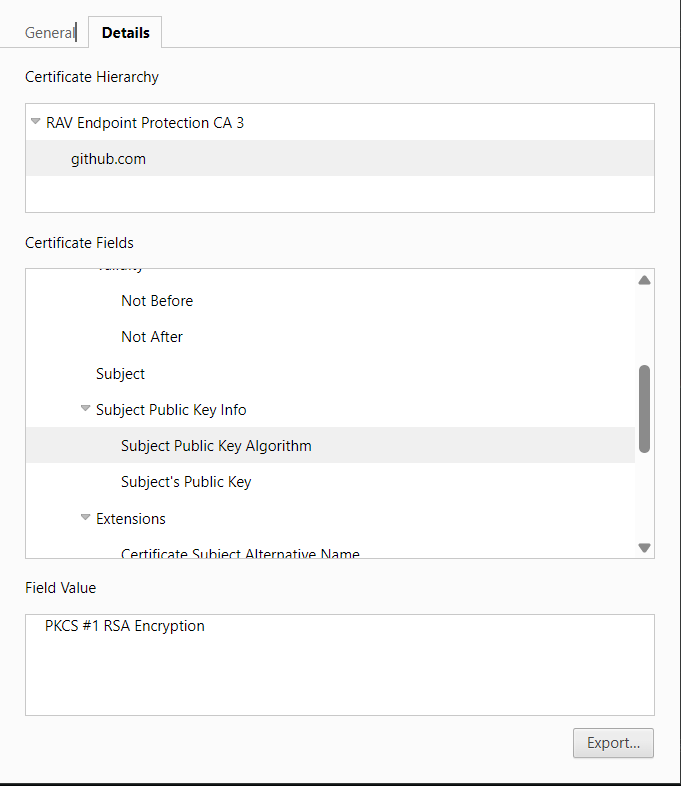 General Details
Certificate Hierarchy
RAV Endpoint Protection CA 3
github.com
Certificate Fields
Validity
Not Before
Not After
Subject
Subject Public Key Info
Subject Public Key Algorithm
Subject's Public Key
Extensions
Certificate Subject Alternative Name
Field Value
PKCS #1 RSA Encryption
Export...